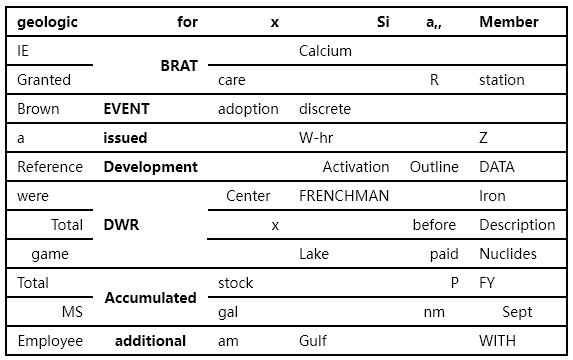 geologic for x Si a,, Member
IE BRAT Calcium
Granted care R station
Brown EVENT adoption discrete
a issued W-hr Z
Reference Development Activation Outline DATA
were DWR Center FRENCHMAN Iron
Total x before Description
game Lake paid Nuclides
Total Accumulated stock P FY
MS gal nm Sept
Employee additional am Gulf WITH